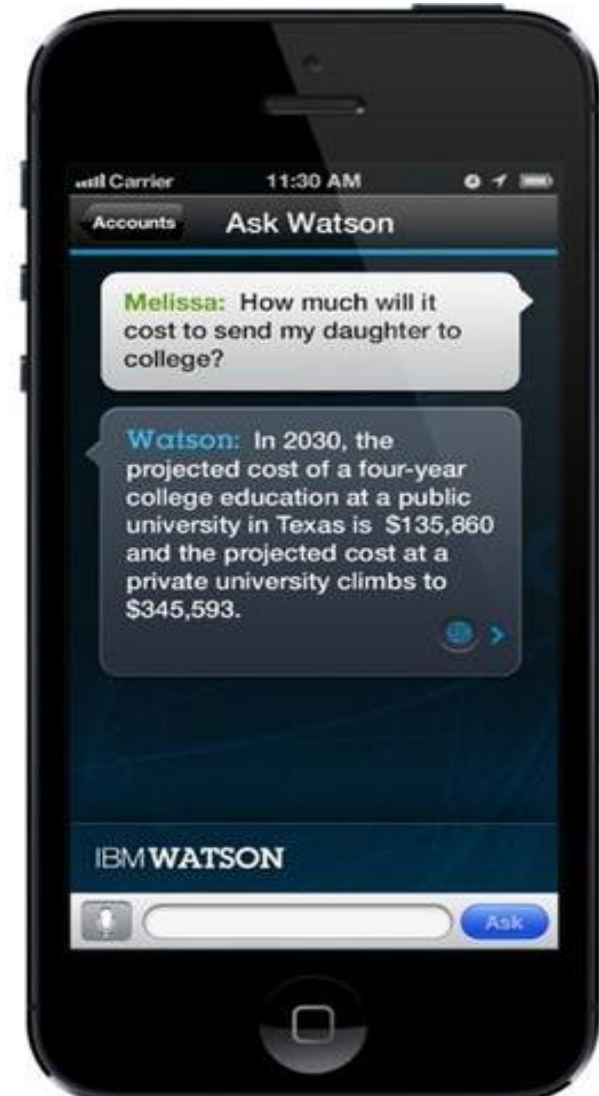 Carrier 11:30 AM
Accounts Ask Watson
Melissa: How much will it
cost to send my daughter to
college?
Watson: In 2030, the
projected cost of a four-year
college education at a public
university in Texas is $135,860
and the projected cost at a
private university climbs to
$345,593.
IBM WATSON
Ask